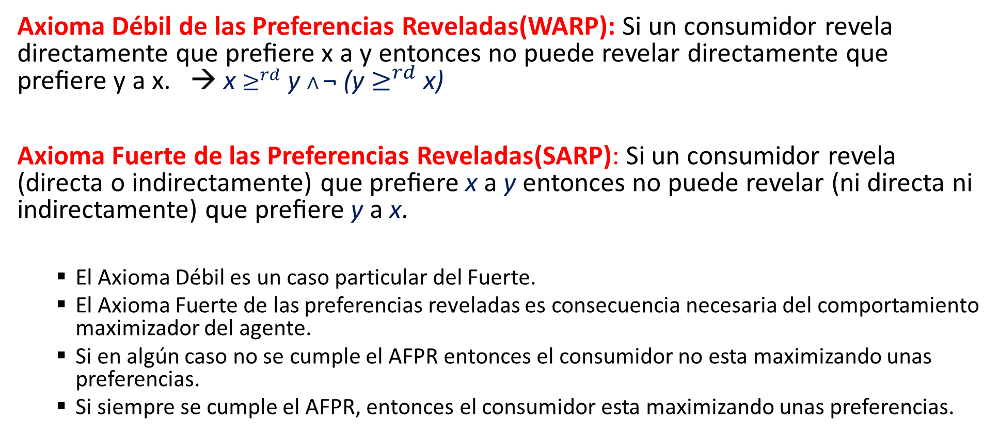 Axioma Débil de las Preferencias Reveladas(WARP): Si un consumidor revela
directamente que prefiere x a y entonces no puede revelar directamente que
prefiere y a x. → x ≥ʳᵈ y ∧ ¬ (y ≥ʳᵈ x)
Axioma Fuerte de las Preferencias Reveladas(SARP): Si un consumidor revela
(directa o indirectamente) que prefiere x a y entonces no puede revelar (ni directa ni
indirectamente) que prefiere y a x.
▪ El Axioma Débil es un caso particular del Fuerte.
▪ El Axioma Fuerte de las preferencias reveladas es consecuencia necesaria del comportamiento
maximizador del agente.
▪ Si en algún caso no se cumple el AFPR entonces el consumidor no esta maximizando unas
preferencias.
▪ Si siempre se cumple el AFPR, entonces el consumidor esta maximizando unas preferencias.